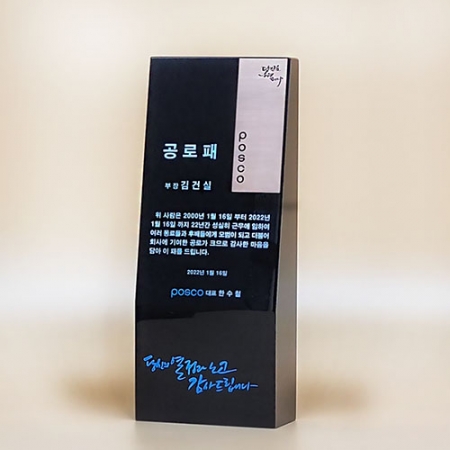 posco
공로패
부장 김건실
위 사람은 2000년 1월 16일 부터 2022년
1월 16일 까지 22년간 성실히 근무에 임하여
여러 동료들과 후배들에게 모범이 되고 더불어
회사에 기여한 공로가 크므로 감사한 마음을
담아 이 패를 드립니다.
2022년 1월 16일
posco 대표 한수철
당신의 열정과 노고
감사드립니다